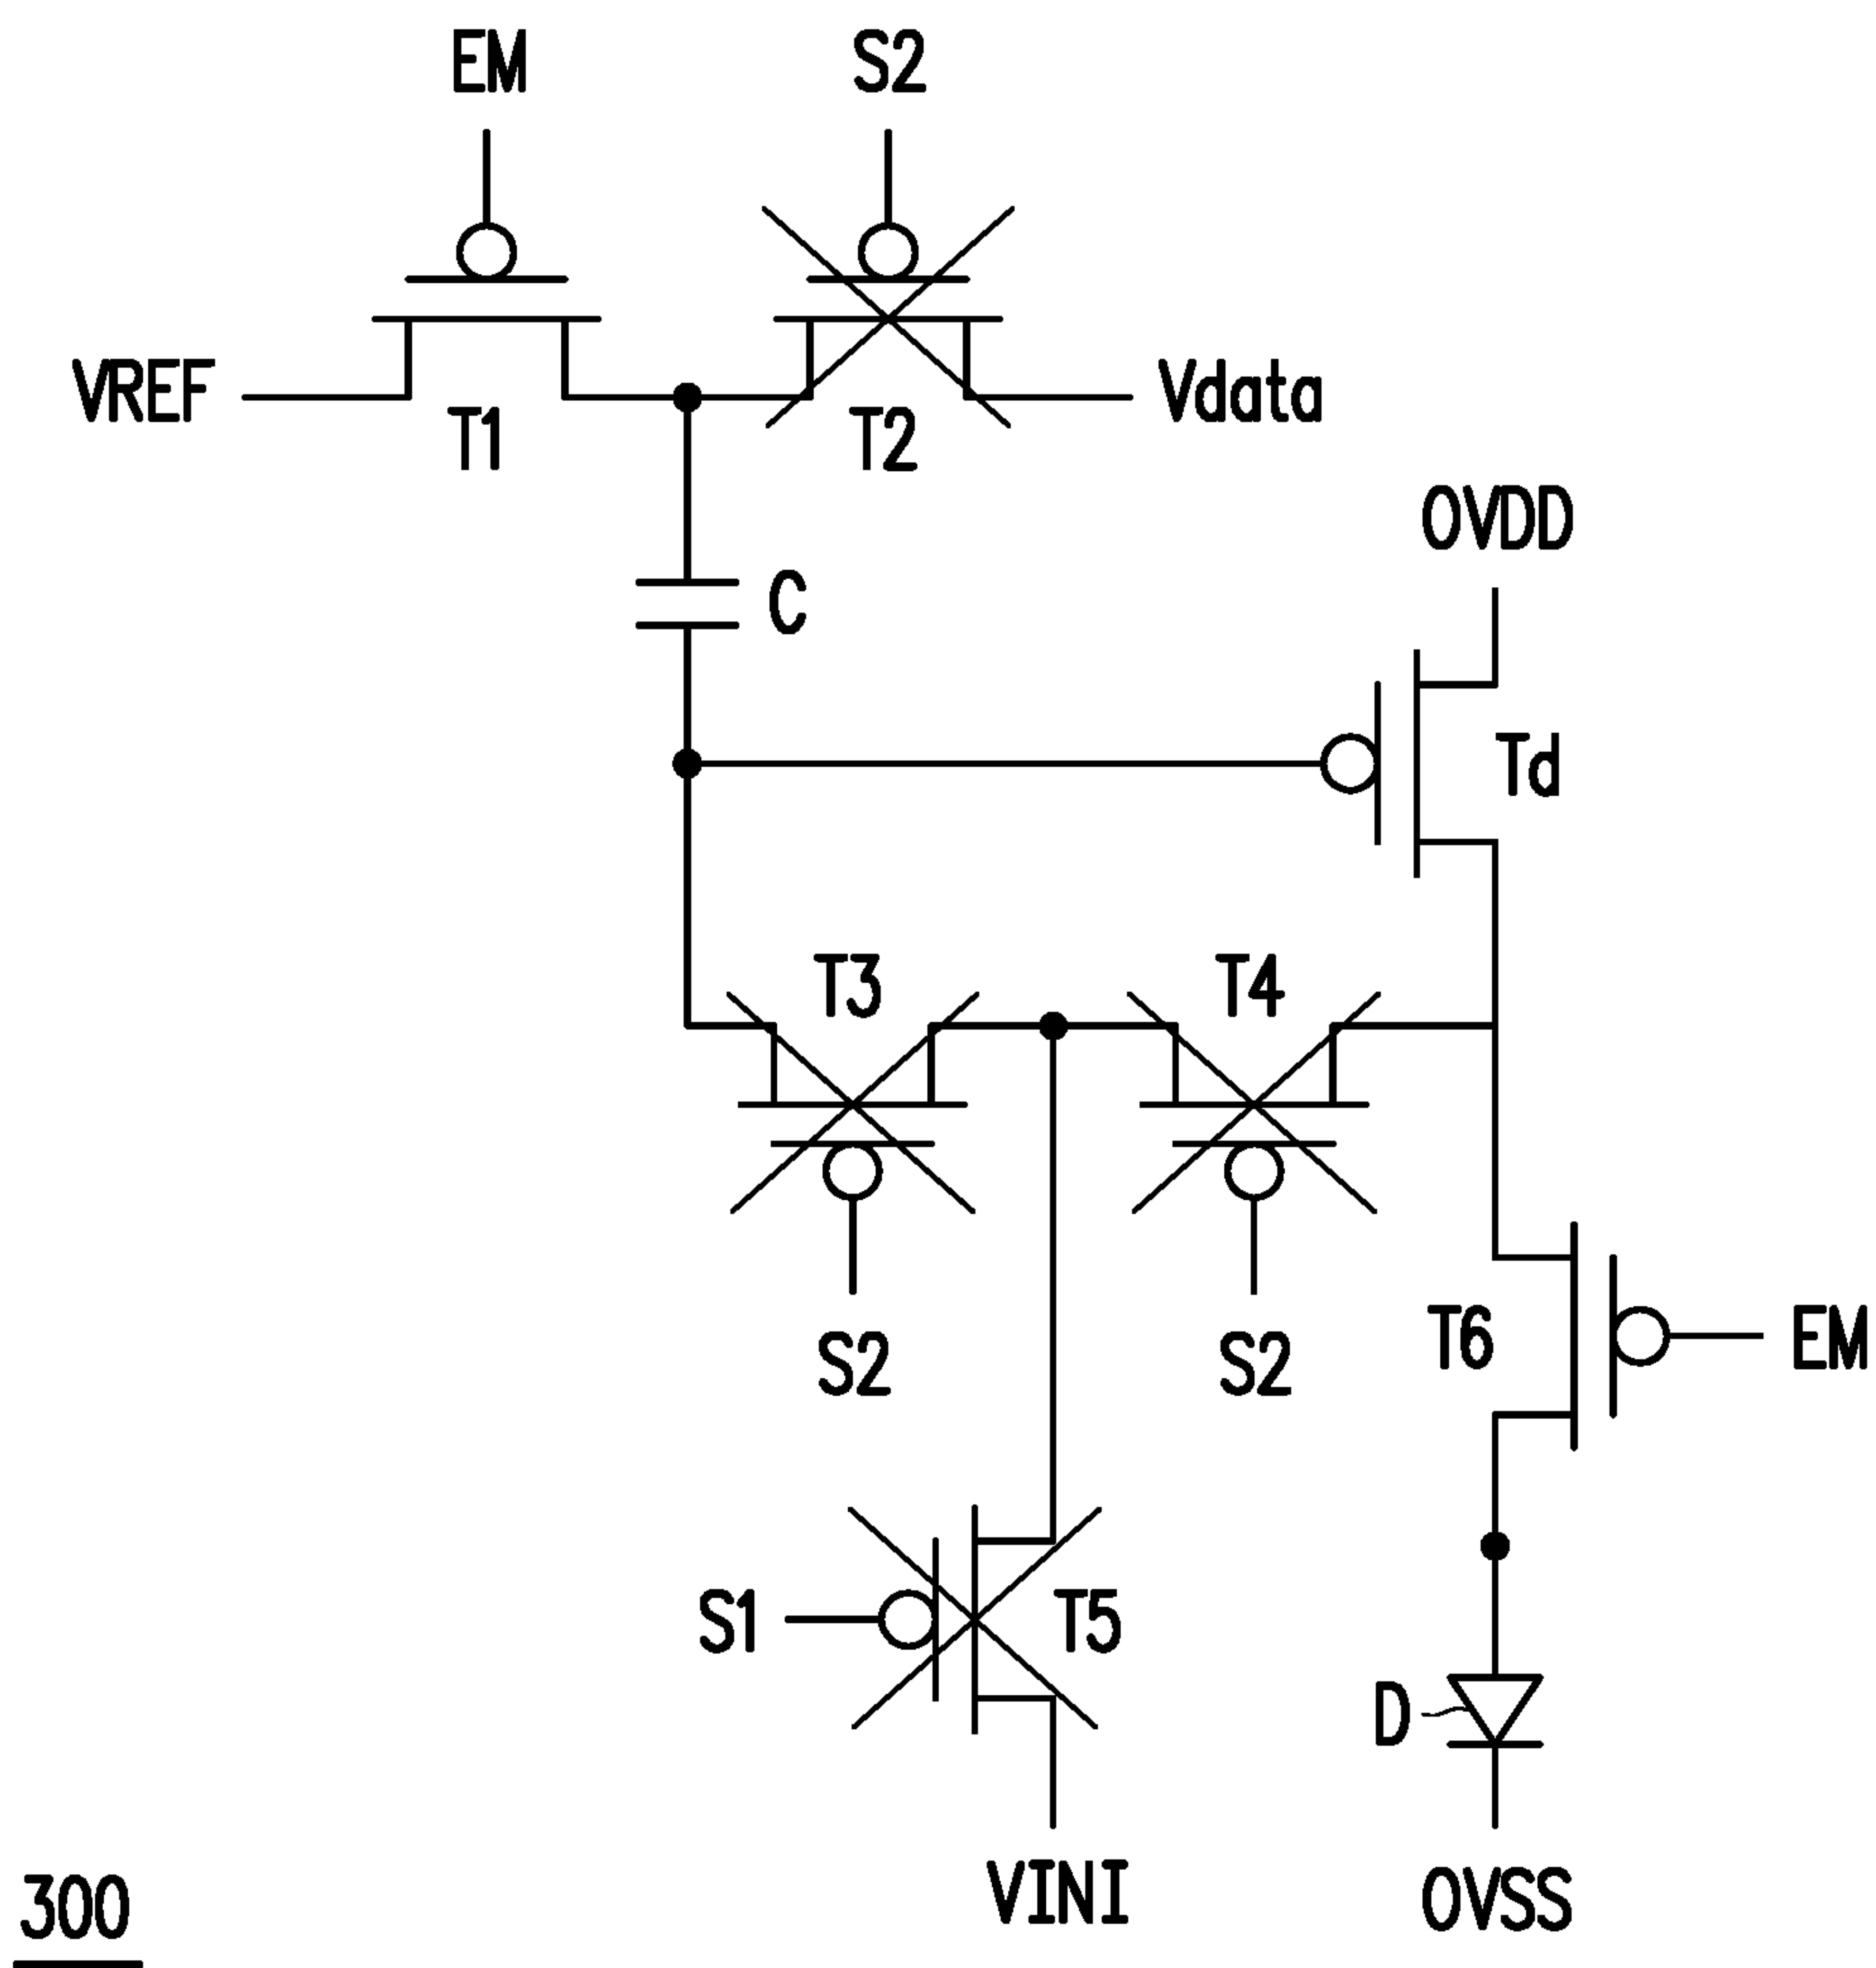 EM
S2
VREF
T1
T2
Vdata
OVDD
C
Td
T3
T4
S2
S2
T6
EM
S1
T5
D
VINI
OVSS
300